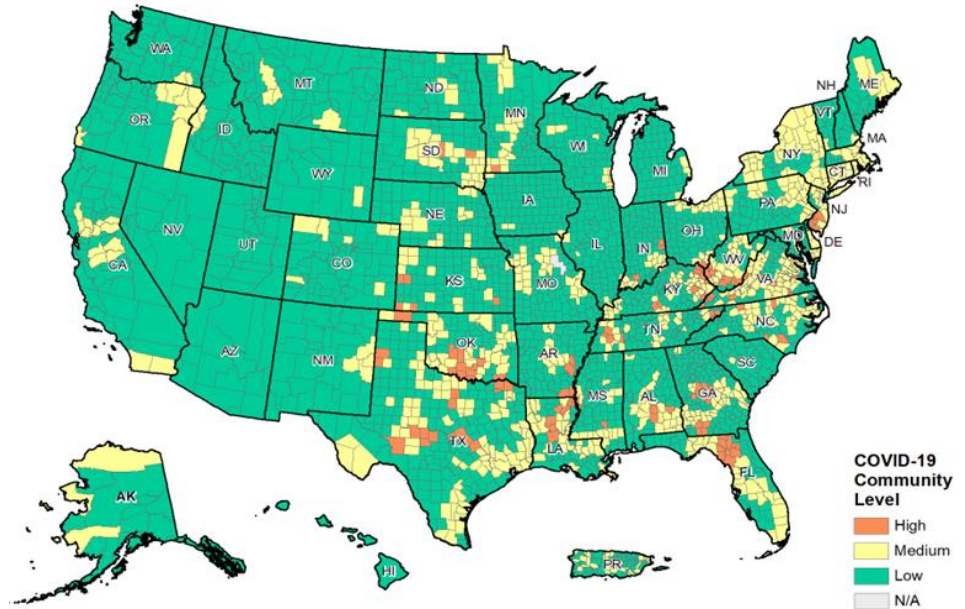 WA
MT
ND
MN
OR
ID
WY
SD
WI
MI
NH
VT
ME
MA
NY
CT
RI
NV
UT
CO
NE
IA
IL
IN
OH
PA
NJ
MD
DE
CA
KS
MO
KY
WV
VA
AZ
NM
OK
AR
TN
NC
SC
TX
LA
MS
AL
GA
FL
AK
HI
PR
COVID-19
Community
Level
High
Medium
Low
N/A